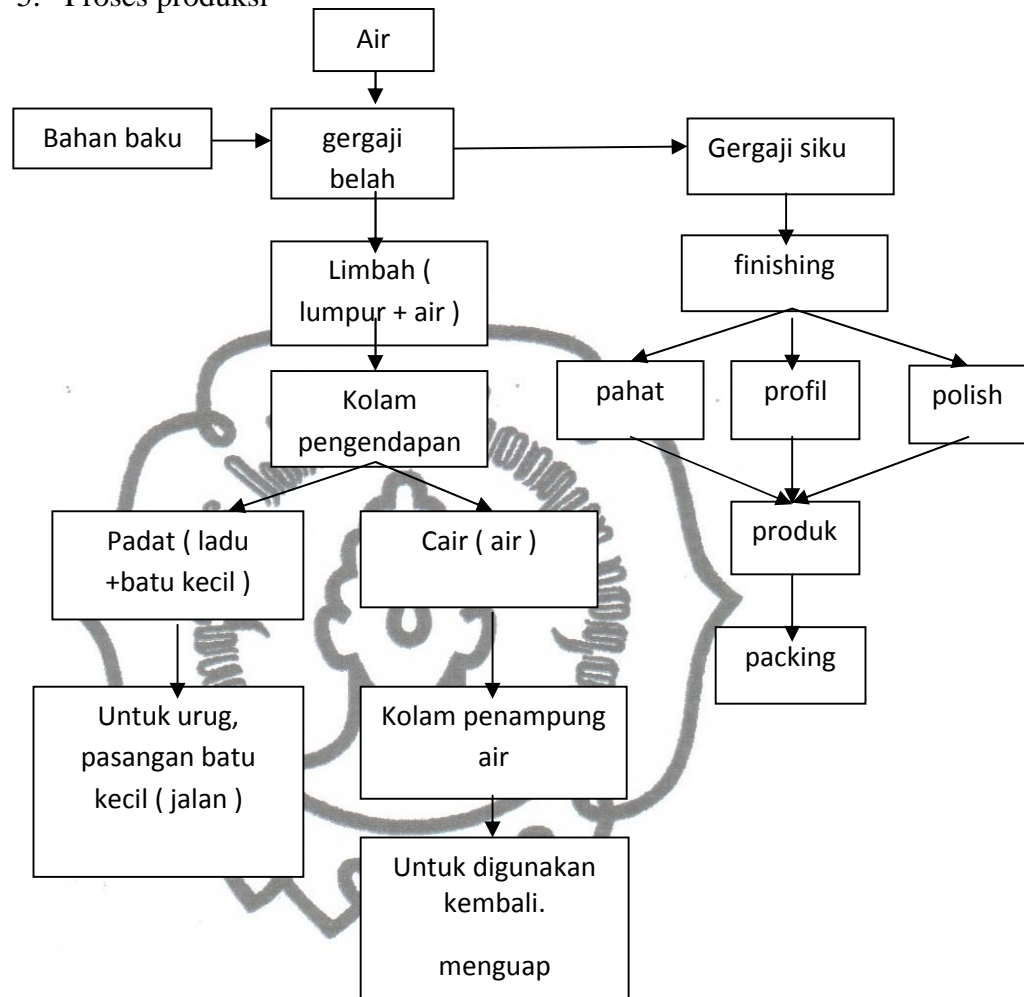 Proses produksi
Air
Bahan baku
gergaji
belah
Gergaji siku
Limbah (
lumpur + air )
finishing
Kolam
pengendapan
pahat
profil
polish
Padat ( ladu
+batu kecil )
Cair ( air )
produk
packing
Untuk urug,
pasangan batu
kecil ( jalan )
Kolam penampung
air
Untuk digunakan
kembali.
menguap